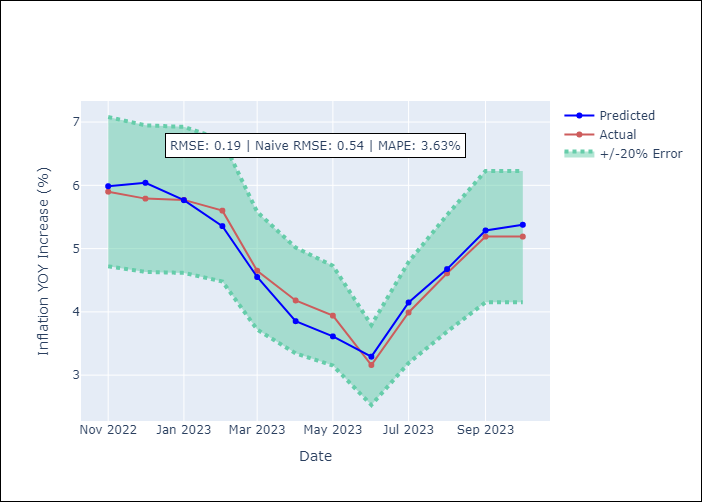 Predicted
Actual
+/-20% Error
RMSE: 0.19 | Naive RMSE: 0.54 | MAPE: 3.63%
Inflation YOY Increase (%)
7
6
5
4
3
Nov 2022 Jan 2023 Mar 2023 May 2023 Jul 2023 Sep 2023
Date